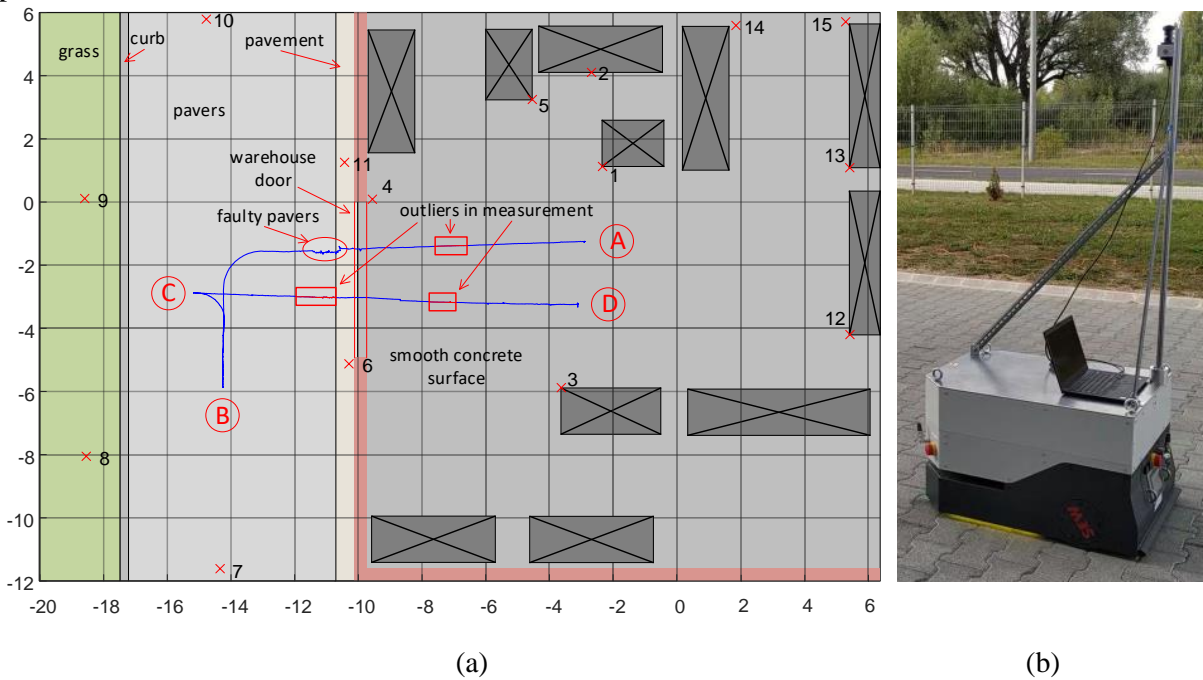 6
10
14
15
grass
curb
pavement
4
2
5
pavers
2
11
1
13
warehouse
door
4
0
9
faulty pavers
outliers in measurement
A
-2
C
D
-4
12
6
smooth concrete
surface
3
-6
B
-8
8
-10
7
-12
-20
-18
-16
-14
-12
-10
-8
-6
-4
-2
0
2
4
6
SEW
(a)
(b)